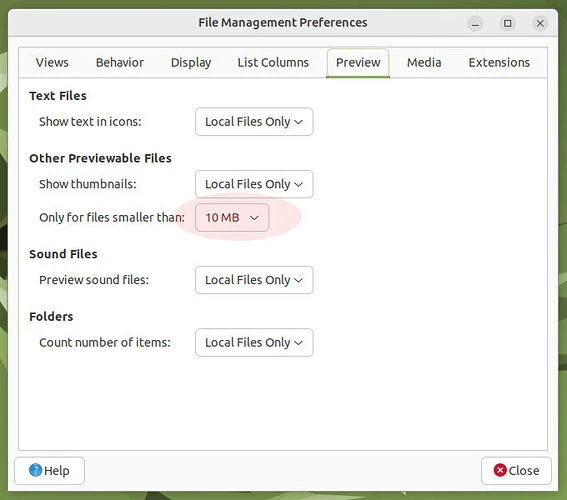 File Management Preferences
Views Behavior Display List Columns Preview Media Extensions
Text Files
Show text in icons: Local Files Only
Other Previewable Files
Show thumbnails: Local Files Only
Only for files smaller than: 10 MB
Sound Files
Preview sound files: Local Files Only
Folders
Count number of items: Local Files Only
? Help Close